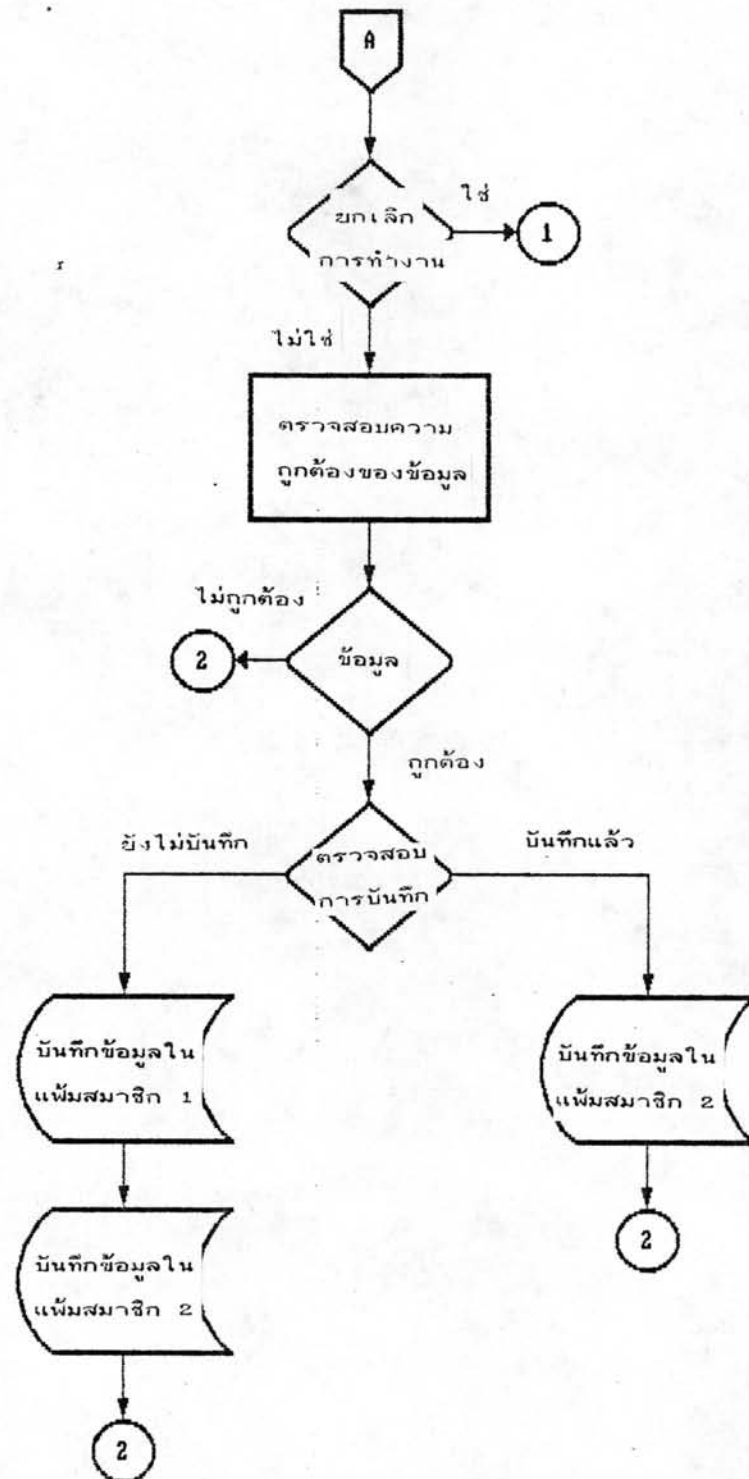 A
ใช่
ยกเลิก
1
การทำงาน
ไม่ใช่
ตรวจสอบความ
ถูกต้องของข้อมูล
ไม่ถูกต้อง
2
ข้อมูล
ถูกต้อง
ยังไม่บันทึก
ตรวจสอบ
บันทึกแล้ว
การบันทึก
บันทึกข้อมูลใน
แฟ้มสมาชิก 1
บันทึกข้อมูลใน
แฟ้มสมาชิก 2
2
บันทึกข้อมูลใน
แฟ้มสมาชิก 2
2